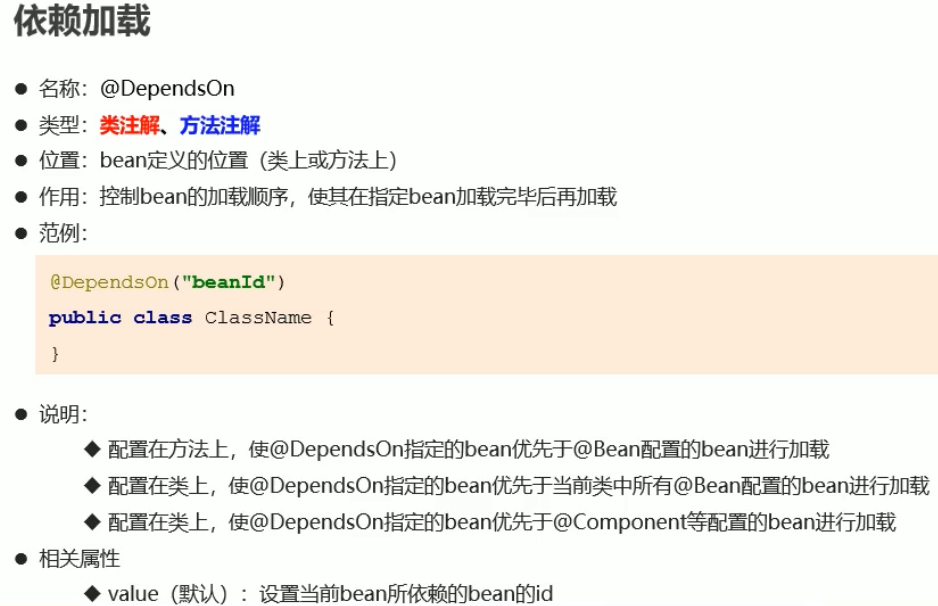 依赖加载
● 名称：@DependsOn
● 类型：类注解、方法注解
● 位置：bean定义的位置（类上或方法上）
● 作用：控制bean的加载顺序，使其在指定bean加载完毕后再加载
● 范例：
@DependsOn("beanId")
public class ClassName {
}
● 说明：
◆ 配置在方法上，使@DependsOn指定的bean优先于@Bean配置的bean进行加载
◆ 配置在类上，使@DependsOn指定的bean优先于当前类中所有@Bean配置的bean进行加载
◆ 配置在类上，使@DependsOn指定的bean优先于@Component等配置的bean进行加载
● 相关属性
◆ value（默认）：设置当前bean所依赖的bean的id